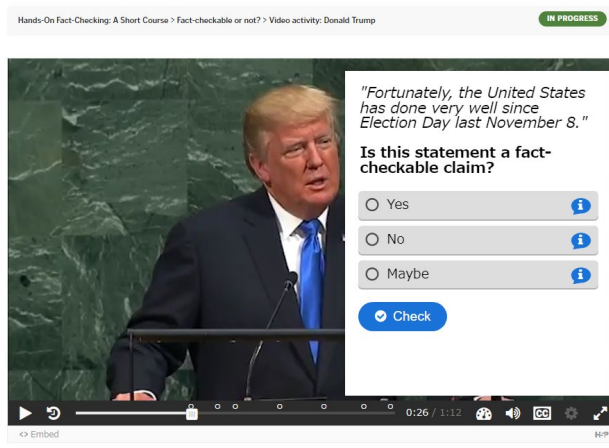 Hands-On Fact-Checking: A Short Course > Fact-checkable or not? > Video activity: Donald Trump
IN PROGRESS
"Fortunately, the United States
has done very well since
Election Day last November 8."
Is this statement a fact-
checkable claim?
Yes
No
Maybe
Check
0:26 / 1:12
CC
<> Embed
H-P